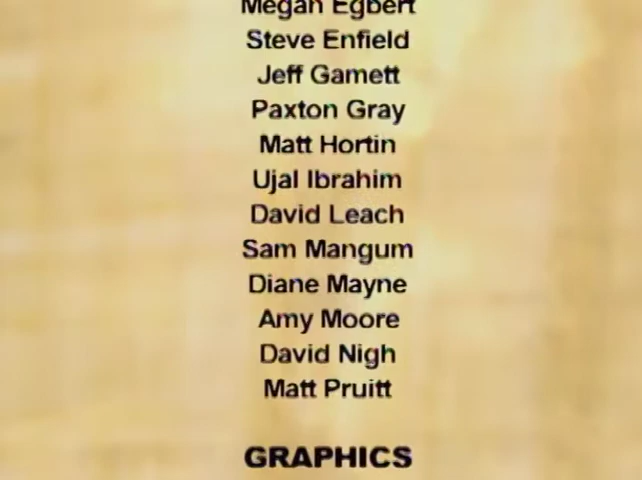 Megan Egbert
Steve Enfield
Jeff Gamett
Paxton Gray
Matt Hortin
Ujal Ibrahim
David Leach
Sam Mangum
Diane Mayne
Amy Moore
David Nigh
Matt Pruitt
GRAPHICS